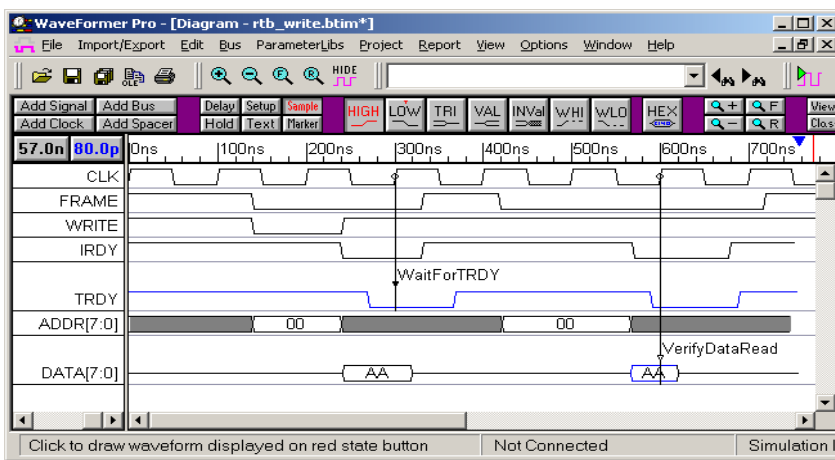 WaveFormer Pro - [Diagram - rtb_write.btim*]
File Import/Export Edit Bus ParameterLibs Project Report View Options Window Help
OLE HIDE
Add Signal Add Bus Delay Setup Sample HIGH LOW TRI VAL INVal WHI WLO HEX + F View
Add Clock Add Spacer Hold Text Marker - R Clos
57.0n 80.0p 0ns 100ns 200ns 300ns 400ns 500ns 600ns 700ns
CLK
FRAME
WRITE
IRDY
WaitForTRDY
TRDY
ADDR[7:0] 00 00
VerifyDataRead
DATA[7:0] AA AA
Click to draw waveform displayed on red state button Not Connected Simulation